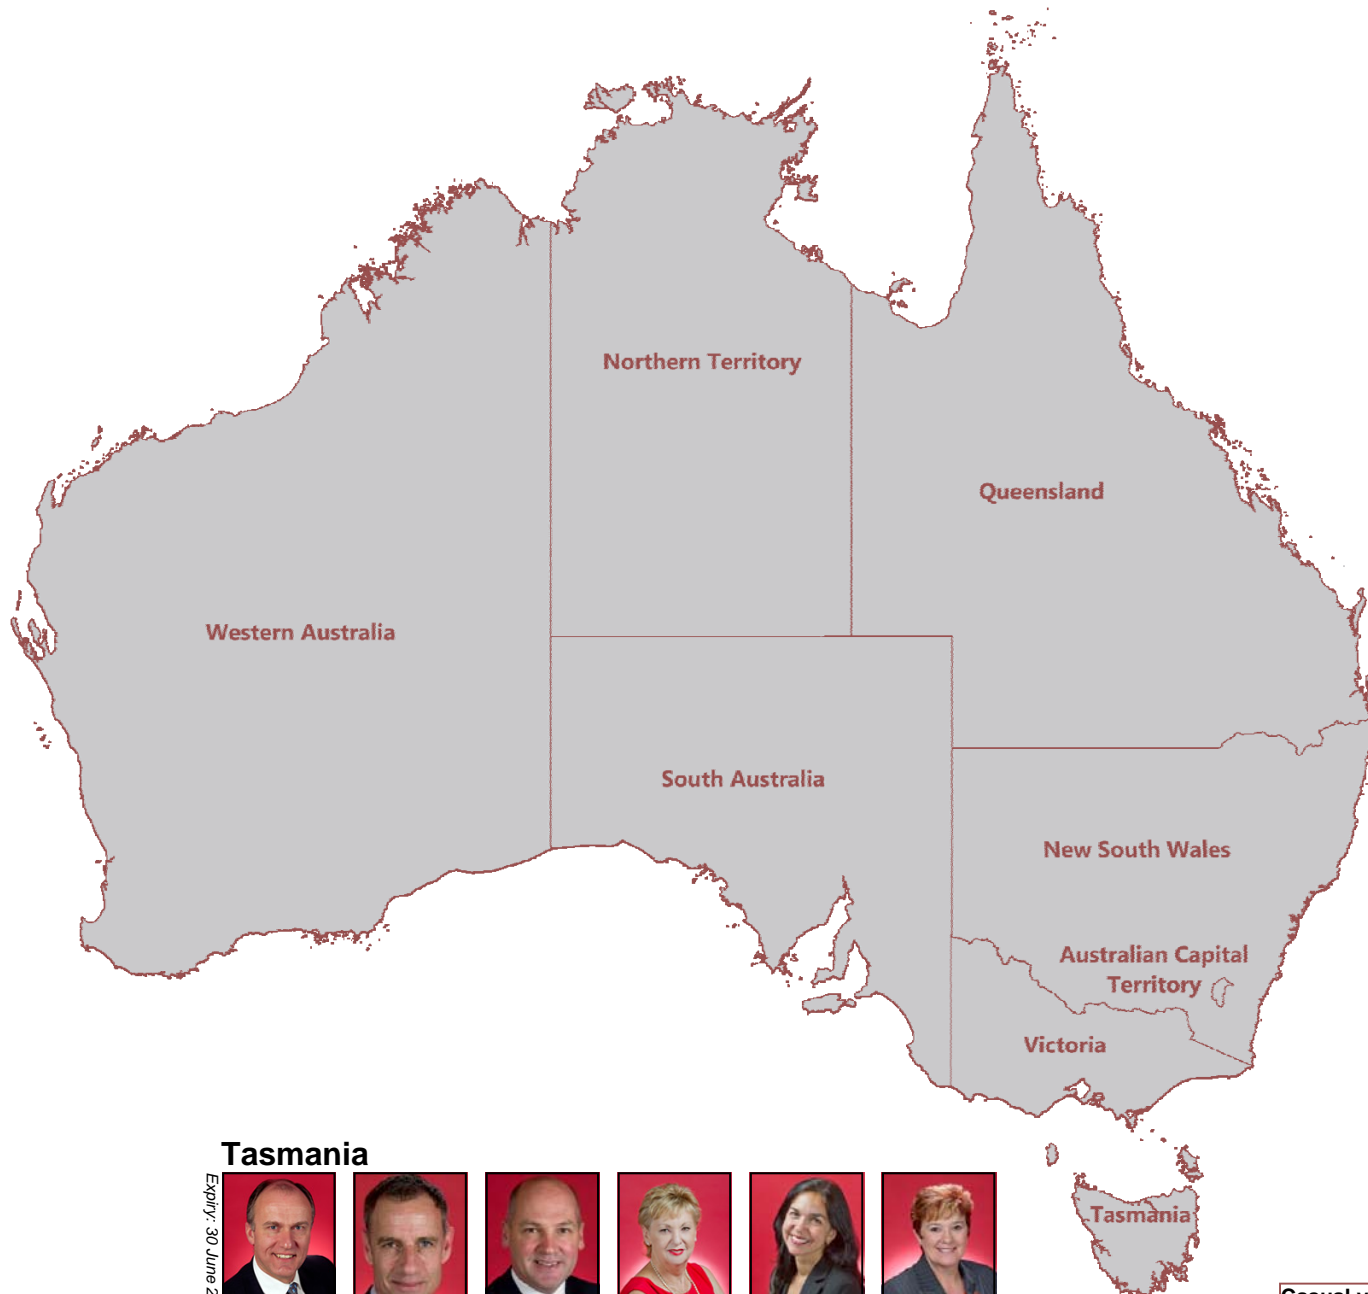 Northern Territory
Queensland
Western Australia
South Australia
New South Wales
Australian Capital
Territory
Victoria
Tasmania
Tasmania
Expiry: 30 June 2